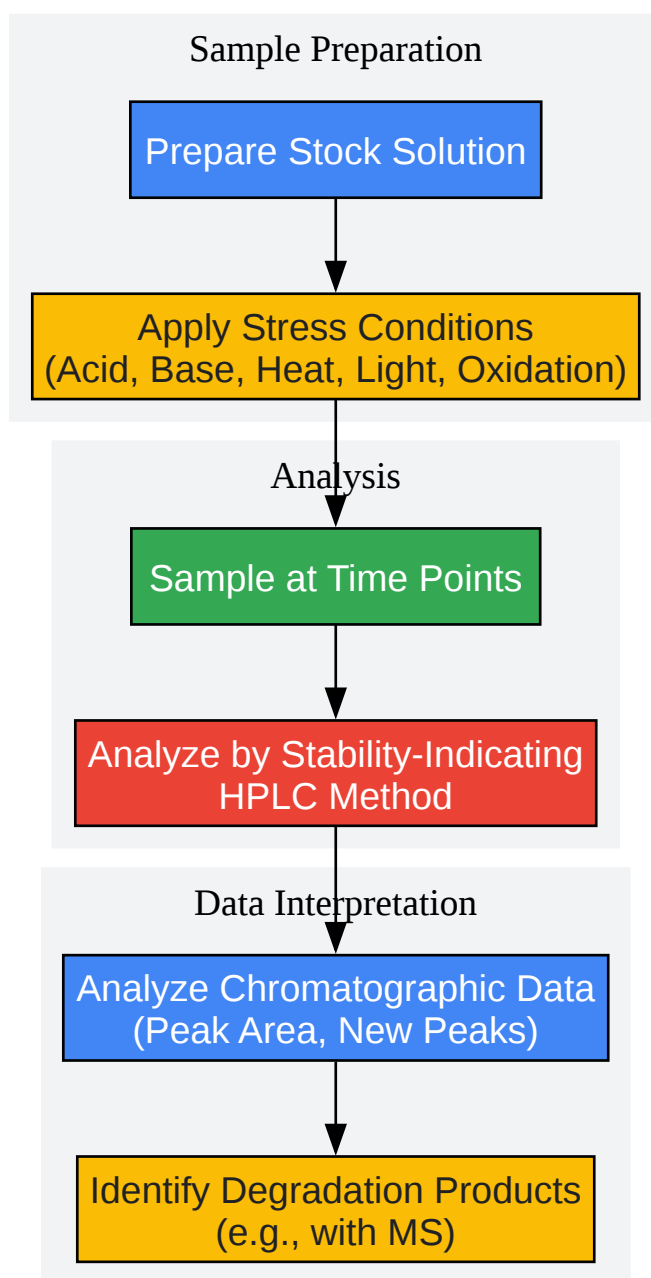 Sample Preparation
Prepare Stock Solution
Apply Stress Conditions
(Acid, Base, Heat, Light, Oxidation)
Analysis
Sample at Time Points
Analyze by Stability-Indicating
HPLC Method
Data Interpretation
Analyze Chromatographic Data
(Peak Area, New Peaks)
Identify Degradation Products
(e.g., with MS)